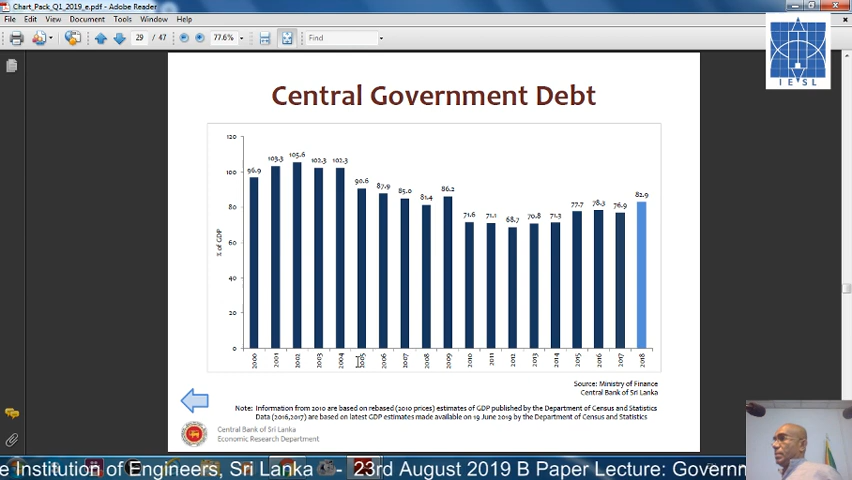 Chart_Pack_Q1_2019_e.pdf - Adobe Reader
File Edit View Document Tools Window Help
29 / 47 77.6% Find
IESL
Central Government Debt
120
100
80
60
40
20
0
% of GDP
96.9 103.3 105.6 102.3 102.3 90.6 87.9 85.0 81.4 86.2 71.6 71.1 68.7 70.8 71.3 77.7 78.3 76.9 82.9
2000 2001 2002 2003 2004 2005 2006 2007 2008 2009 2010 2011 2012 2013 2014 2015 2016 2017 2018
Source: Ministry of Finance
Central Bank of Sri Lanka
Note: Information from 2010 are based on rebased (2010 prices) estimates of GDP published by the Department of Census and Statistics
Data (2016,2017) are based on latest GDP estimates made available on 19 June 2019 by the Department of Census and Statistics
Central Bank of Sri Lanka
Economic Research Department
e Institution of Engineers, Sri Lanka - 23rd August 2019 B Paper Lecture: Governm